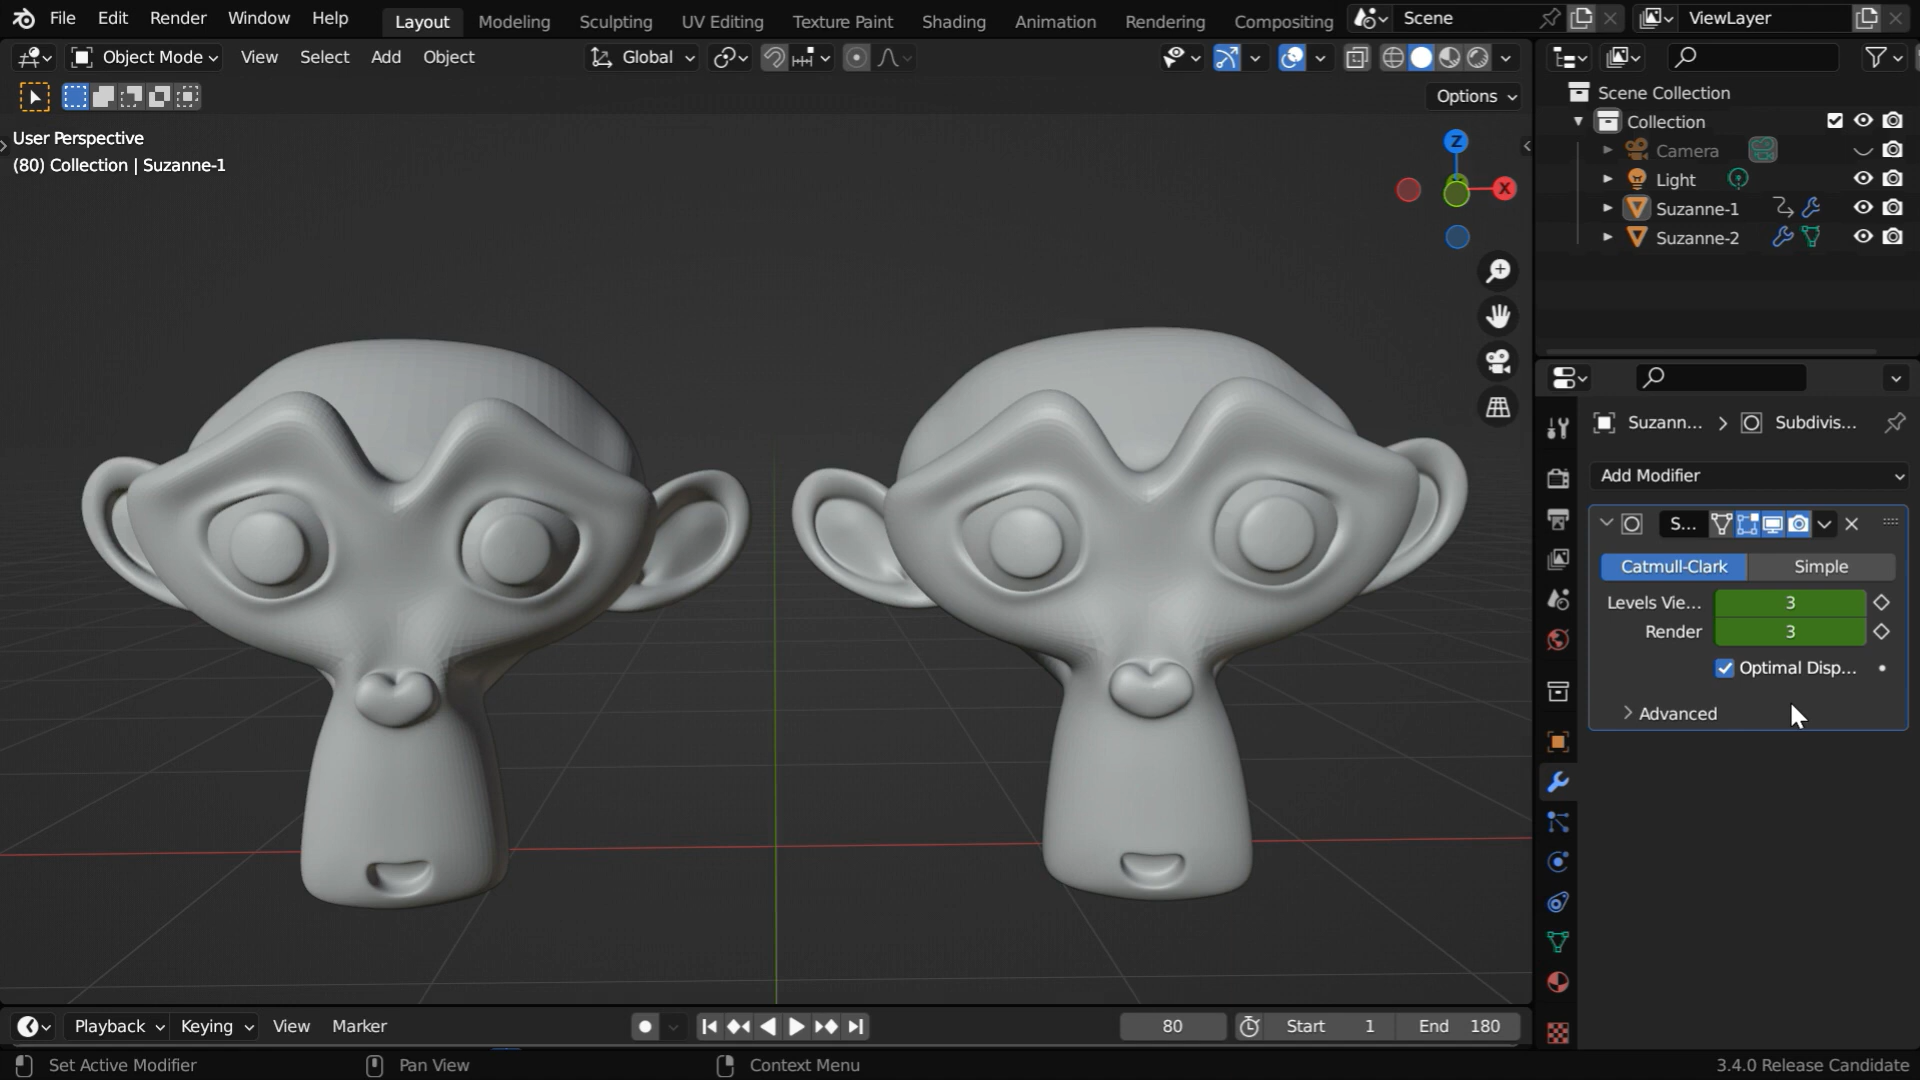 File Edit Render Window Help Layout Modeling Sculpting UV Editing Texture Paint Shading Animation Rendering Compositing Scene ViewLayer
Object Mode View Select Add Object Global
Options
User Perspective
(80) Collection | Suzanne-1
Z
X
Scene Collection
Collection
Camera
Light
Suzanne-1
Suzanne-2
Suzann... Subdivis...
Add Modifier
S...
Catmull-Clark Simple
Levels Vie... 3
Render 3
Optimal Disp...
Advanced
Playback Keying View Marker 80 Start 1 End 180
Set Active Modifier Pan View Context Menu 3.4.0 Release Candidate